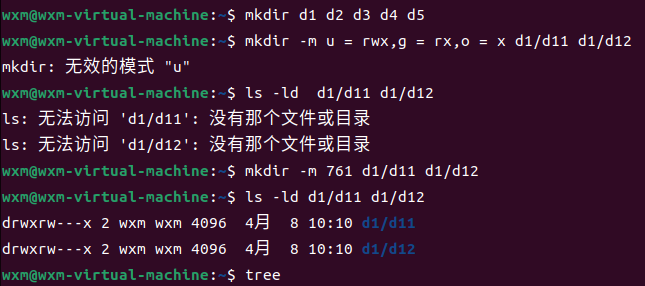 wxm@wxm-virtual-machine:~$ mkdir d1 d2 d3 d4 d5
wxm@wxm-virtual-machine:~$ mkdir -m u = rwx,g = rx,o = x d1/d11 d1/d12
mkdir: 无效的模式 "u"
wxm@wxm-virtual-machine:~$ ls -ld  d1/d11 d1/d12
ls: 无法访问 'd1/d11': 没有那个文件或目录
ls: 无法访问 'd1/d12': 没有那个文件或目录
wxm@wxm-virtual-machine:~$ mkdir -m 761 d1/d11 d1/d12
wxm@wxm-virtual-machine:~$ ls -ld d1/d11 d1/d12
drwxrw---x 2 wxm wxm 4096  4月  8 10:10 d1/d11
drwxrw---x 2 wxm wxm 4096  4月  8 10:10 d1/d12
wxm@wxm-virtual-machine:~$ tree